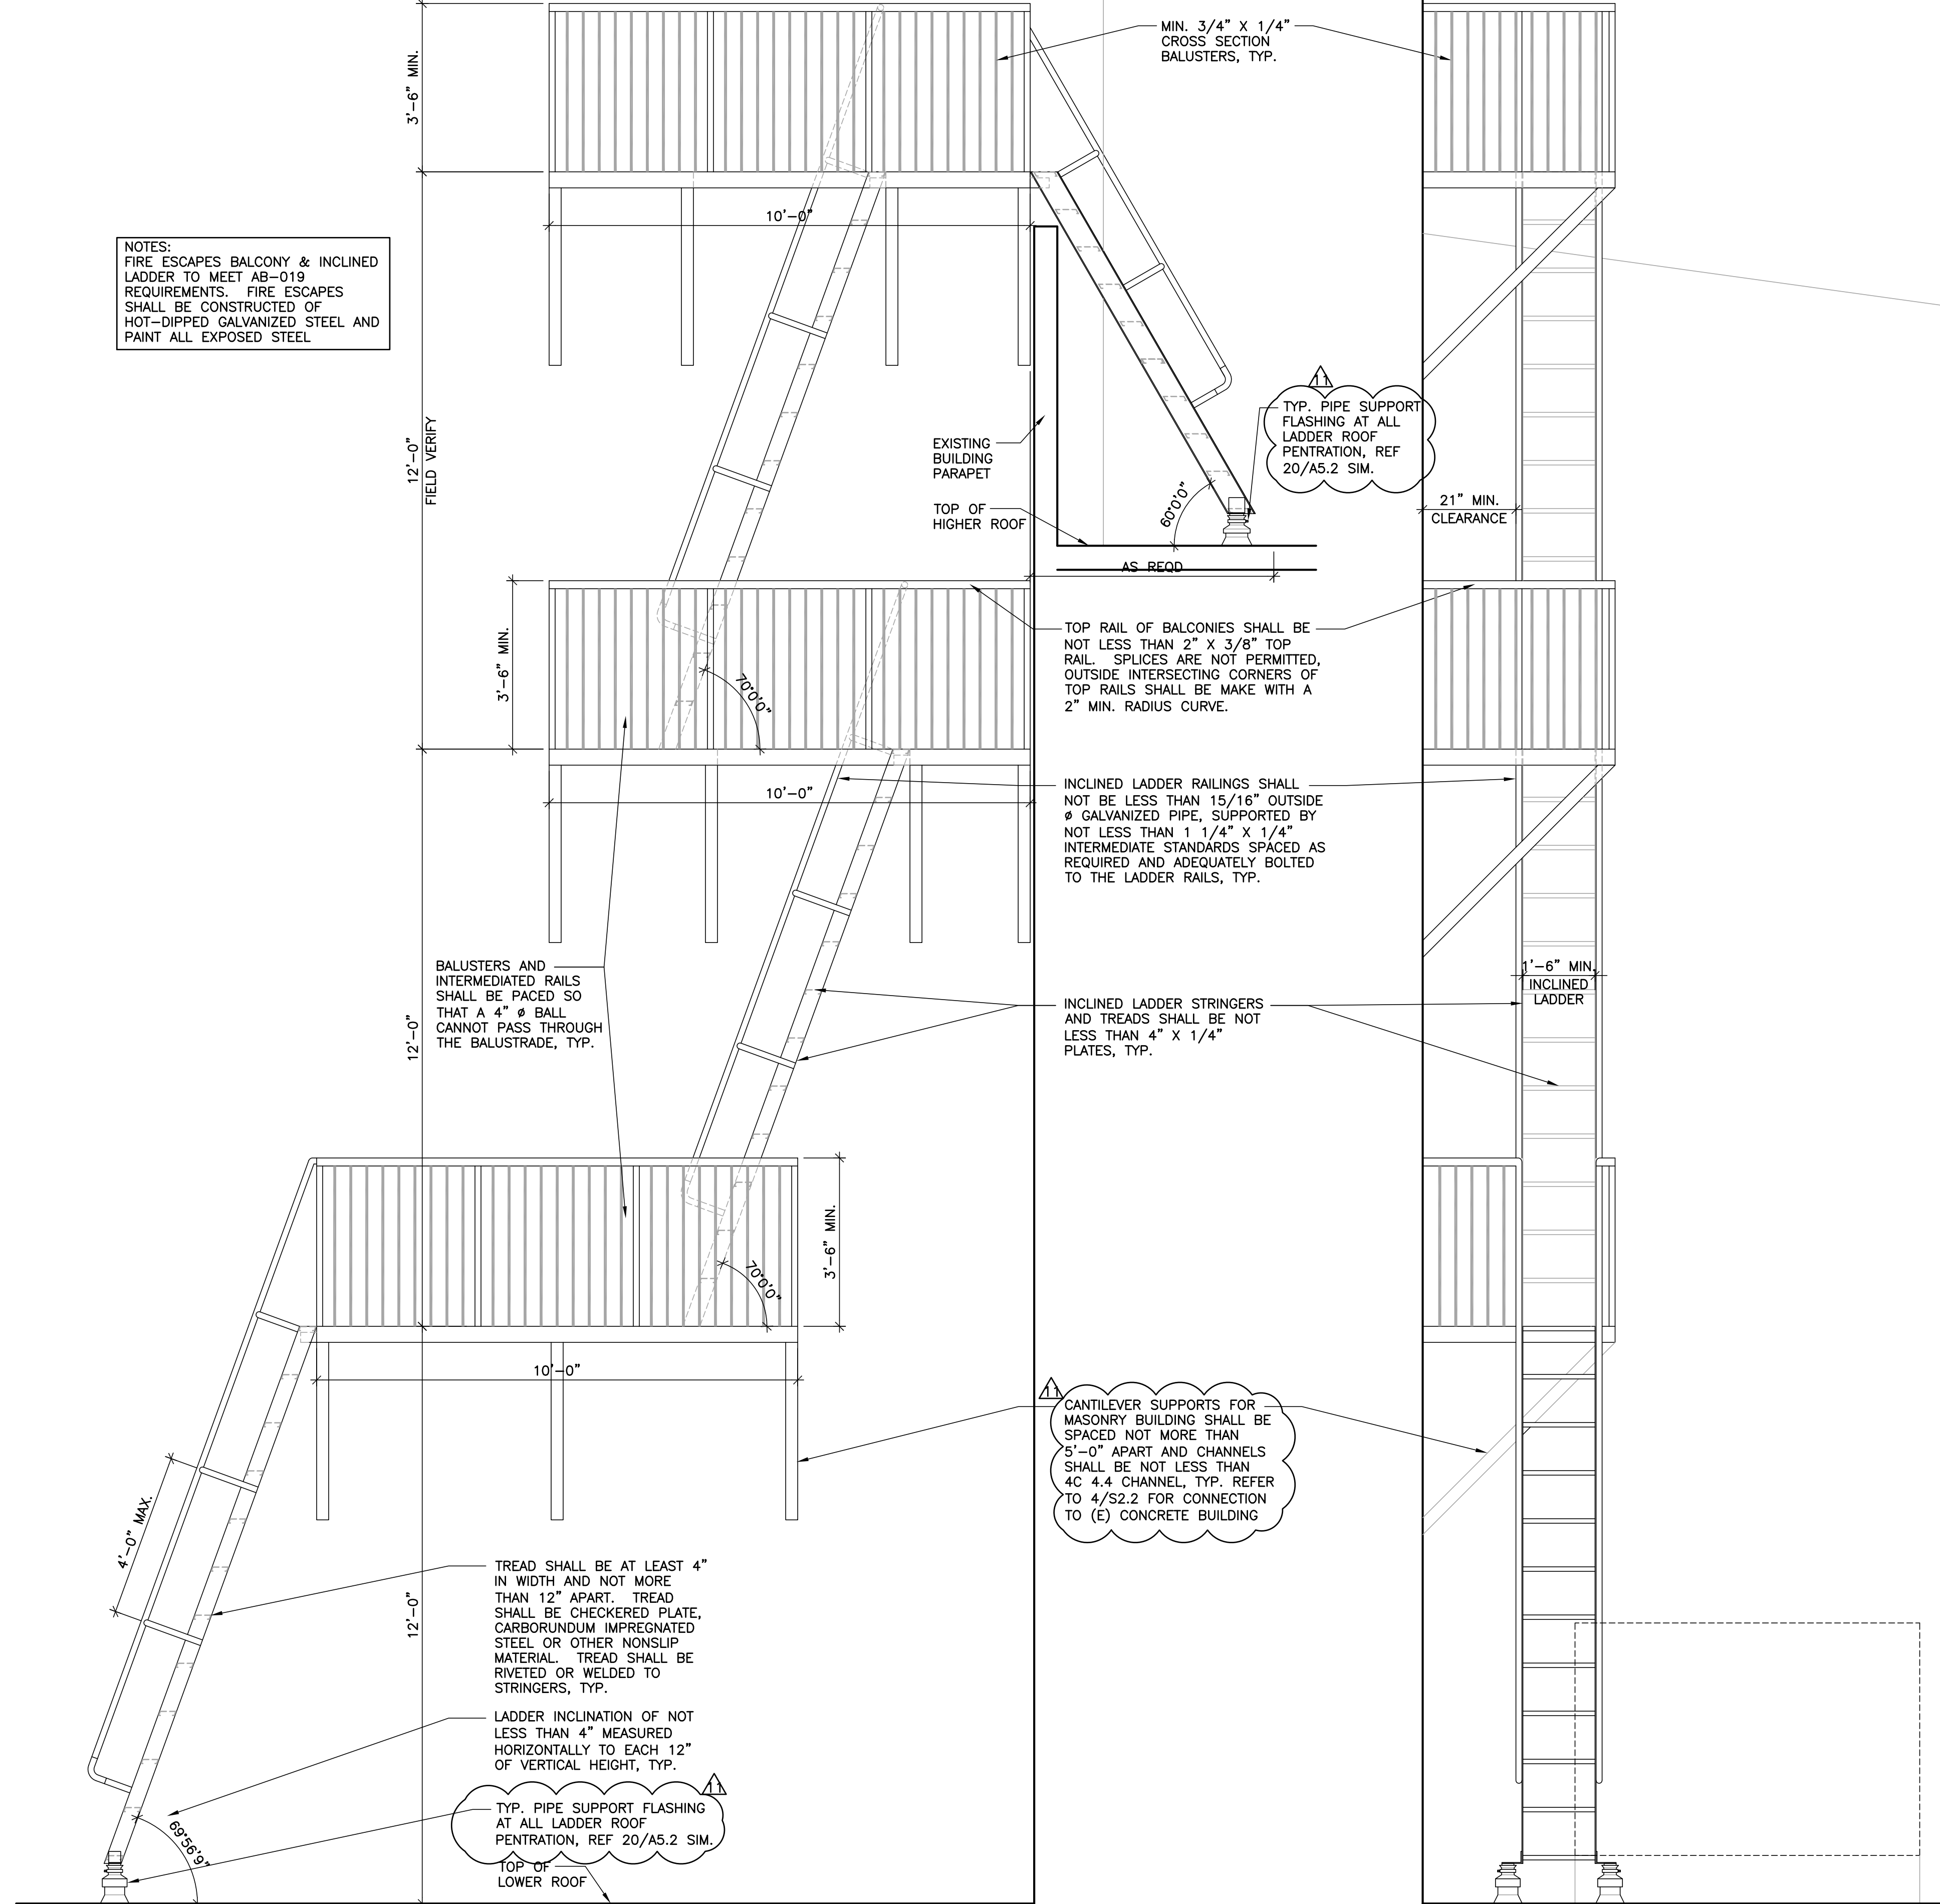 MIN. 3/4" X 1/4"
CROSS SECTION
BALUSTERS, TYP.
3'-6" MIN.
10'-0"
NOTES:
FIRE ESCAPES BALCONY & INCLINED
LADDER TO MEET AB-019
REQUIREMENTS. FIRE ESCAPES
SHALL BE CONSTRUCTED OF
HOT-DIPPED GALVANIZED STEEL AND
PAINT ALL EXPOSED STEEL
12'-0"
FIELD VERIFY
EXISTING
BUILDING
PARAPET
TOP OF
HIGHER ROOF
60°0'0"
11
TYP. PIPE SUPPORT
FLASHING AT ALL
LADDER ROOF
PENTRATION, REF
20/A5.2 SIM.
21" MIN.
CLEARANCE
AS REQD
3'-6" MIN.
70°0'0"
TOP RAIL OF BALCONIES SHALL BE
NOT LESS THAN 2" X 3/8" TOP
RAIL. SPLICES ARE NOT PERMITTED,
OUTSIDE INTERSECTING CORNERS OF
TOP RAILS SHALL BE MAKE WITH A
2" MIN. RADIUS CURVE.
10'-0"
INCLINED LADDER RAILINGS SHALL
NOT BE LESS THAN 15/16" OUTSIDE
Ø GALVANIZED PIPE, SUPPORTED BY
NOT LESS THAN 1 1/4" X 1/4"
INTERMEDIATE STANDARDS SPACED AS
REQUIRED AND ADEQUATELY BOLTED
TO THE LADDER RAILS, TYP.
BALUSTERS AND
INTERMEDIATED RAILS
SHALL BE PACED SO
THAT A 4" Ø BALL
CANNOT PASS THROUGH
THE BALUSTRADE, TYP.
12'-0"
INCLINED LADDER STRINGERS
AND TREADS SHALL BE NOT
LESS THAN 4" X 1/4"
PLATES, TYP.
1'-6" MIN.
INCLINED
LADDER
3'-6" MIN.
70°0'0"
10'-0"
11
CANTILEVER SUPPORTS FOR
MASONRY BUILDING SHALL BE
SPACED NOT MORE THAN
5'-0" APART AND CHANNELS
SHALL BE NOT LESS THAN
4C 4.4 CHANNEL, TYP. REFER
TO 4/S2.2 FOR CONNECTION
TO (E) CONCRETE BUILDING
4'-0" MAX.
12'-0"
TREAD SHALL BE AT LEAST 4"
IN WIDTH AND NOT MORE
THAN 12" APART. TREAD
SHALL BE CHECKERED PLATE,
CARBORUNDUM IMPREGNATED
STEEL OR OTHER NONSLIP
MATERIAL. TREAD SHALL BE
RIVETED OR WELDED TO
STRINGERS, TYP.
LADDER INCLINATION OF NOT
LESS THAN 4" MEASURED
HORIZONTALLY TO EACH 12"
OF VERTICAL HEIGHT, TYP.
11
TYP. PIPE SUPPORT FLASHING
AT ALL LADDER ROOF
PENTRATION, REF 20/A5.2 SIM.
69°56'9"
TOP OF
LOWER ROOF